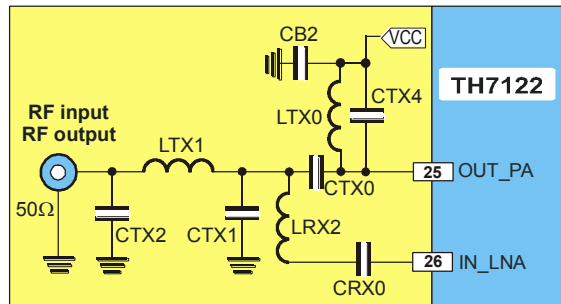 CB2
VCC
TH7122
LTX0
CTX4
RF input
RF output
LTX1
CTX0
25
OUT_PA
50Ω
CTX2
CTX1
LRX2
26
IN_LNA
CRX0